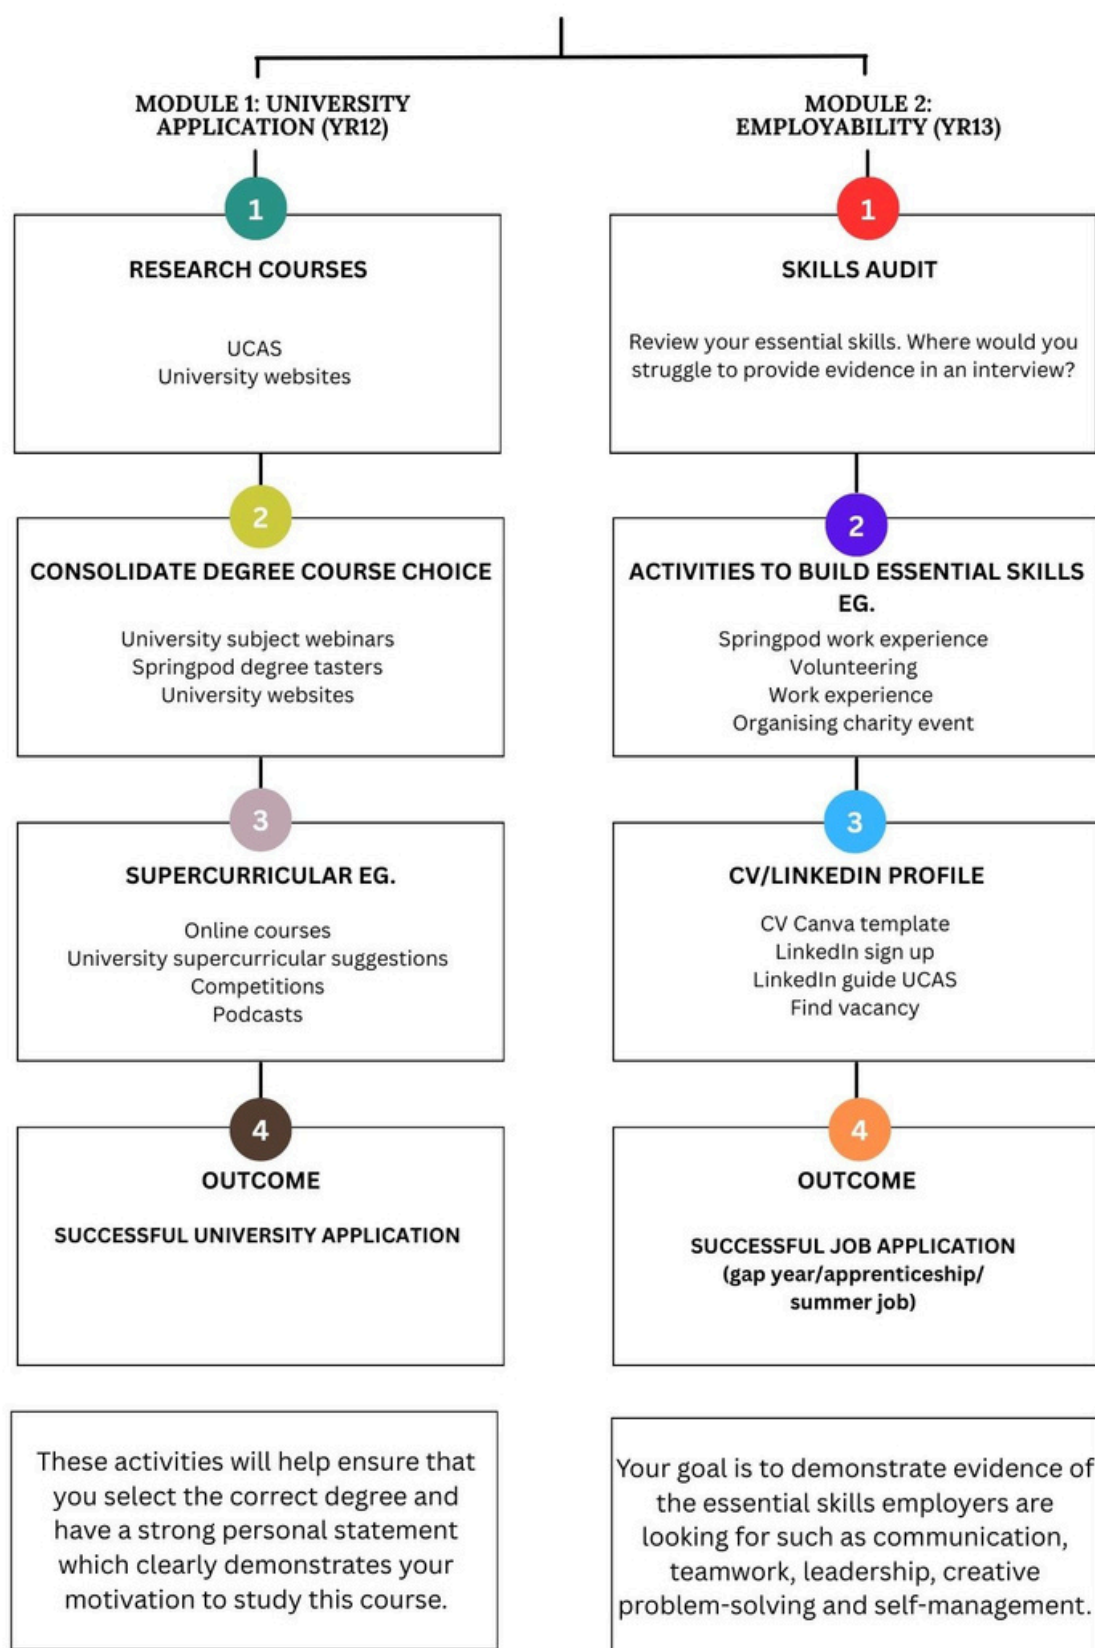 MODULE 1: UNIVERSITY
APPLICATION (YR12)
1
RESEARCH COURSES
UCAS
University websites
2
CONSOLIDATE DEGREE COURSE CHOICE
University subject webinars
Springpod degree tasters
University websites
3
SUPERCURRICULAR EG.
Online courses
University supercurricular suggestions
Competitions
Podcasts
4
OUTCOME
SUCCESSFUL UNIVERSITY APPLICATION
These activities will help ensure that
you select the correct degree and
have a strong personal statement
which clearly demonstrates your
motivation to study this course.
MODULE 2:
EMPLOYABILITY (YR13)
1
SKILLS AUDIT
Review your essential skills. Where would you
struggle to provide evidence in an interview?
2
ACTIVITIES TO BUILD ESSENTIAL SKILLS
EG.
Springpod work experience
Volunteering
Work experience
Organising charity event
3
CV/LINKEDIN PROFILE
CV Canva template
LinkedIn sign up
LinkedIn guide UCAS
Find vacancy
4
OUTCOME
SUCCESSFUL JOB APPLICATION
(gap year/apprenticeship/
summer job)
Your goal is to demonstrate evidence of
the essential skills employers are
looking for such as communication,
teamwork, leadership, creative
problem-solving and self-management.